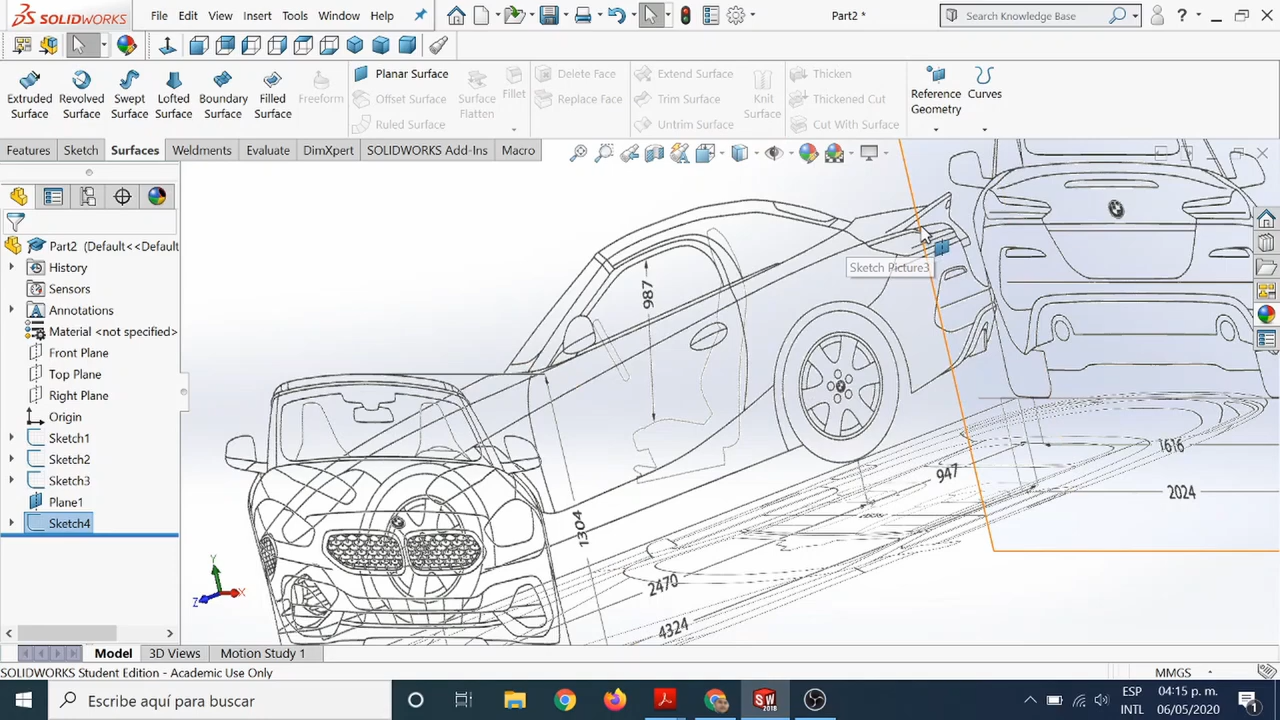 SOLIDWORKS
File Edit View Insert Tools Window Help
Part2 *
Search Knowledge Base
?
Extruded Surface
Revolved Surface
Swept Surface
Lofted Surface
Boundary Surface
Filled Surface
Freeform
Planar Surface
Offset Surface
Ruled Surface
Surface Flatten
Fillet
Delete Face
Replace Face
Extend Surface
Trim Surface
Untrim Surface
Knit Surface
Thicken
Thickened Cut
Cut With Surface
Reference Geometry
Curves
Features Sketch Surfaces Weldments Evaluate DimXpert SOLIDWORKS Add-Ins Macro
Part2 (Default<<Default
History
Sensors
Annotations
Material <not specified>
Front Plane
Top Plane
Right Plane
Origin
Sketch1
Sketch2
Sketch3
Plane1
Sketch4
Sketch Picture3
987
1304
947
1616
2024
2470
4324
Y
Z
X
Model 3D Views Motion Study 1
SOLIDWORKS Student Edition - Academic Use Only
MMGS
Escribe aquí para buscar
SW
2018
ESP
INTL
04:15 p. m.
06/05/2020
1